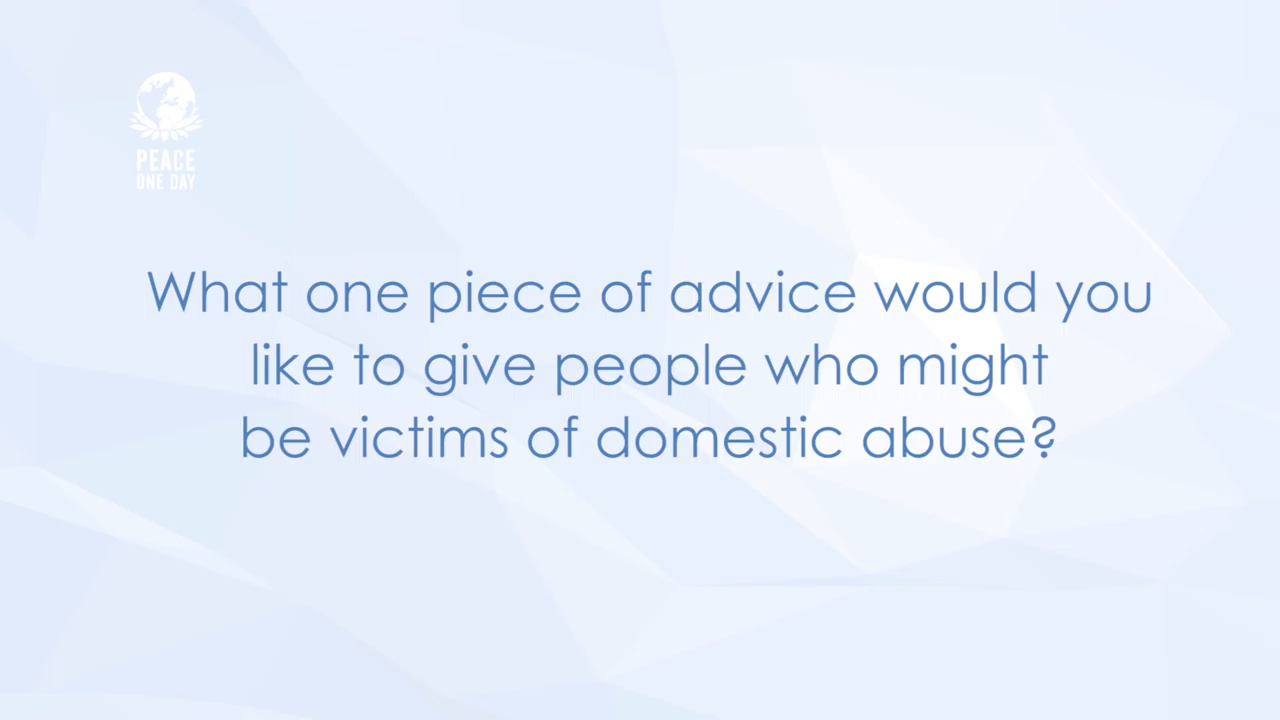 PEACE
ONE DAY
What one piece of advice would you
like to give people who might
be victims of domestic abuse?